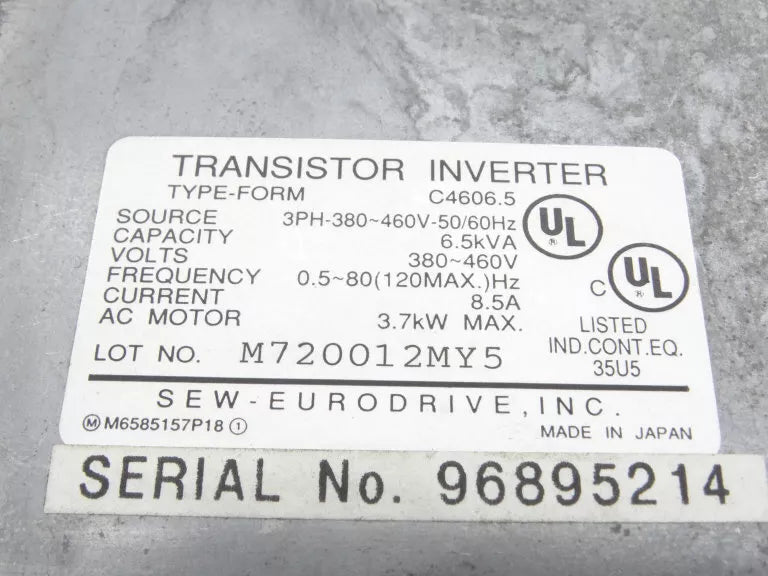 TRANSISTOR INVERTER
TYPE-FORM C4606.5
SOURCE 3PH-380~460V-50/60Hz
CAPACITY 6.5kVA
VOLTS 380~460V
FREQUENCY 0.5~80(120MAX.)Hz
CURRENT 8.5A
AC MOTOR 3.7kW MAX.
UL ®
C UL ®
LISTED
IND.CONT.EQ.
35U5
LOT NO. M720012MY5
SEW-EURODRIVE,INC.
Ⓜ M6585157P18 ①
MADE IN JAPAN
SERIAL No. 96895214